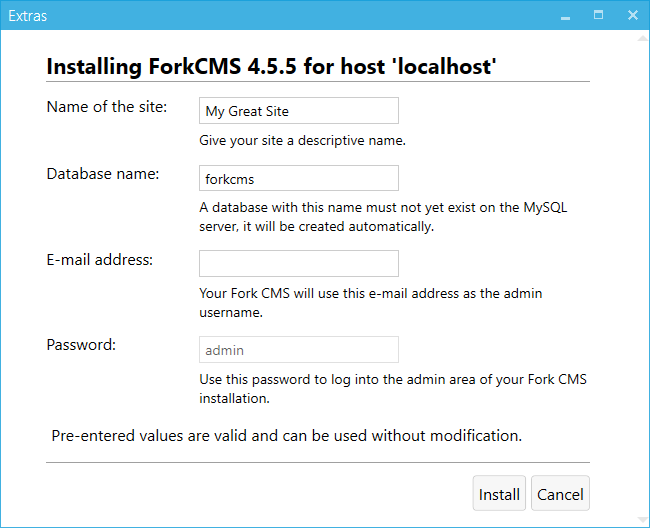 Extras
Installing ForkCMS 4.5.5 for host 'localhost'
Name of the site:
My Great Site
Give your site a descriptive name.
Database name:
forkcms
A database with this name must not yet exist on the MySQL
server, it will be created automatically.
E-mail address:
Your Fork CMS will use this e-mail address as the admin
username.
Password:
admin
Use this password to log into the admin area of your Fork CMS
installation.
Pre-entered values are valid and can be used without modification.
Install Cancel